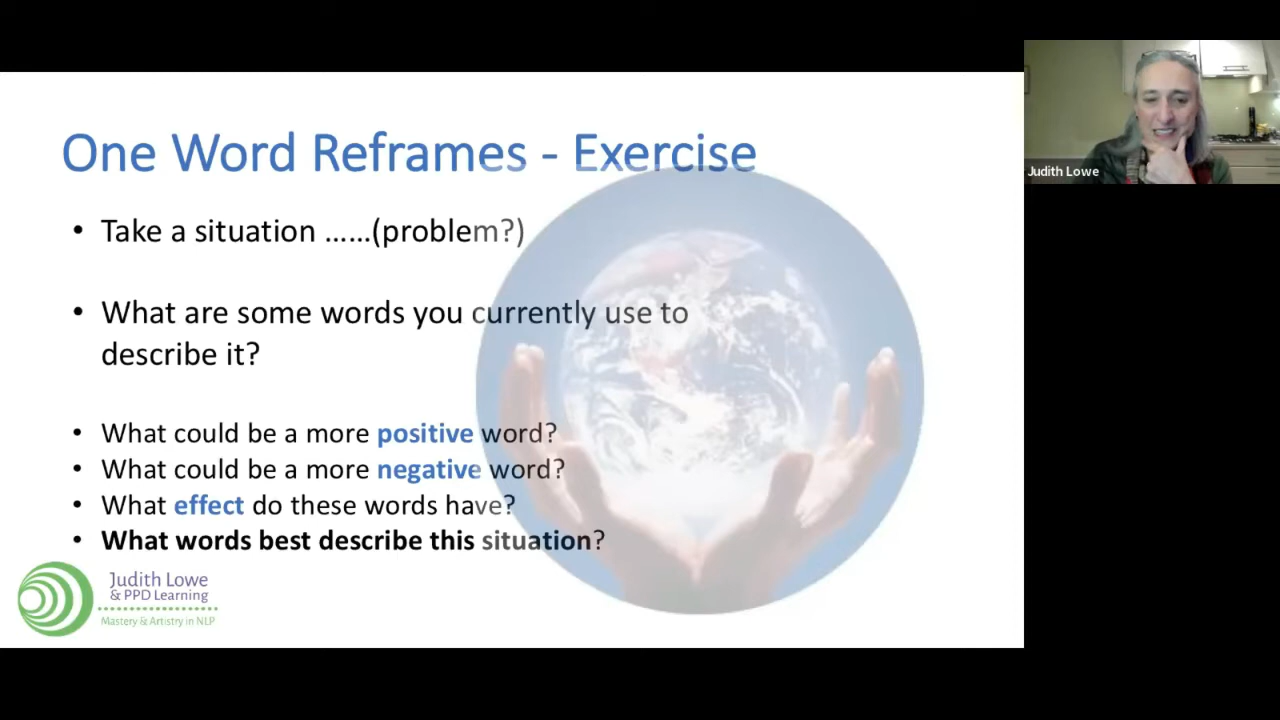 One Word Reframes - Exercise
• Take a situation ……(problem?)
• What are some words you currently use to
describe it?
• What could be a more positive word?
• What could be a more negative word?
• What effect do these words have?
• What words best describe this situation?
Judith Lowe
& PPD Learning
Mastery & Artistry in NLP
Judith Lowe